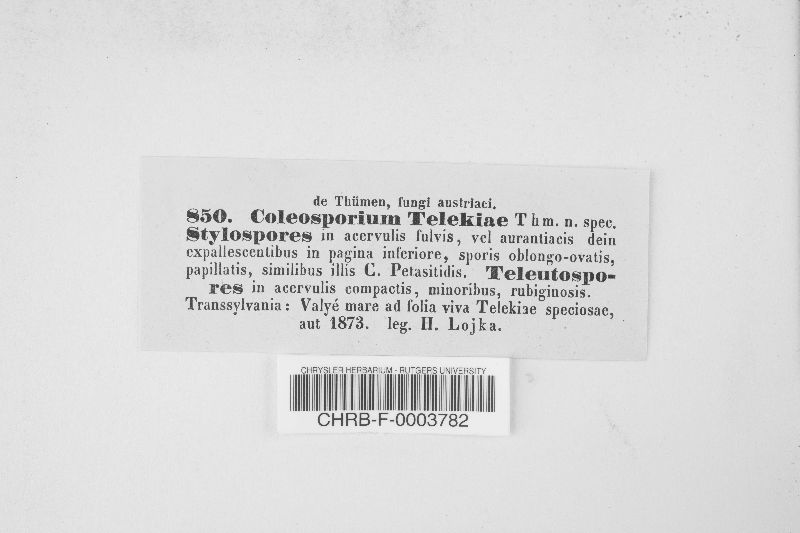 de Thümen, fungi austriaci.
850. Coleosporium Telekiae Thm. n. spec.
Stylospores in acervulis fulvis, vel aurantiacis dein
expallescentibus in pagina inferiore, sporis oblongo-ovatis,
papillatis, similibus illis C. Petasitidis. Teleutospo-
res in acervulis compactis, minoribus, rubiginosis.
Transsylvania: Valyé mare ad folia viva Telekiae speciosae,
aut 1873. leg. H. Lojka.
CHRYSLER HERBARIUM - RUTGERS UNIVERSITY
CHRB-F-0003782